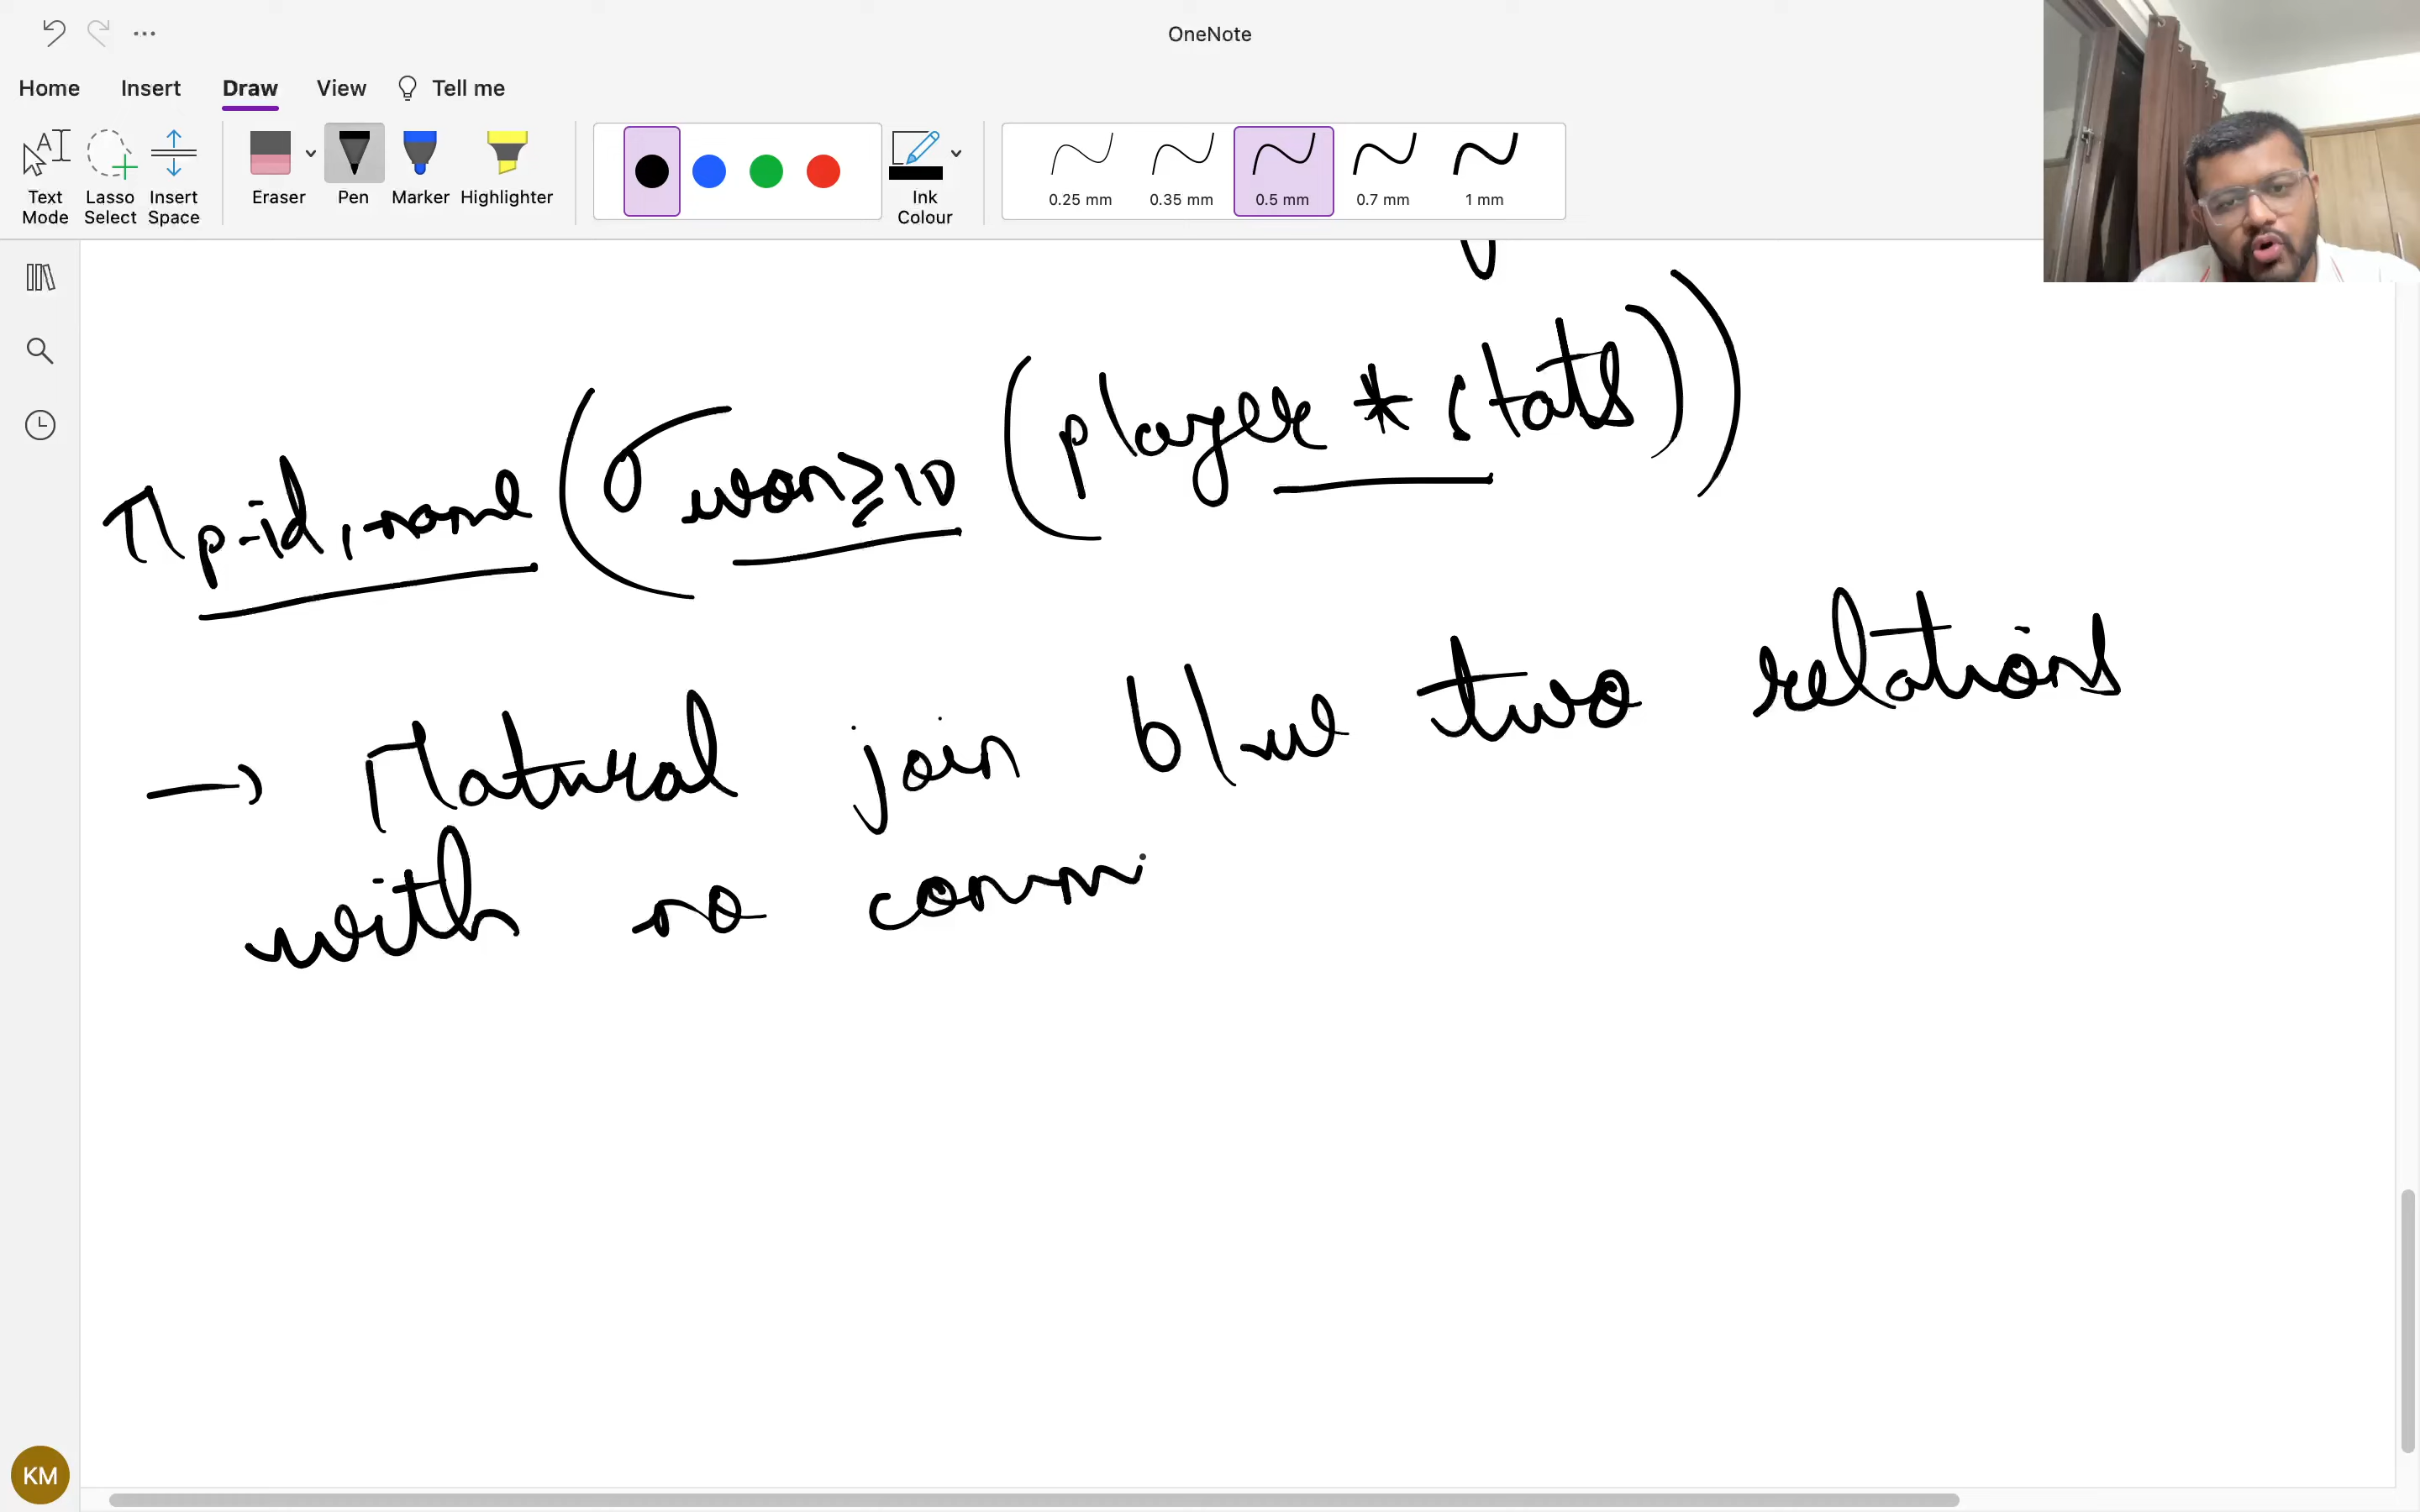 OneNote
Home Insert Draw View Tell me
Text Mode
Lasso Select
Insert Space
Eraser
Pen
Marker
Highlighter
Ink Colour
0.25 mm
0.35 mm
0.5 mm
0.7 mm
1 mm
π p-id, name (σ won≥10 (player * stats))
→ Natural join b/w two relations
with no comm
KM